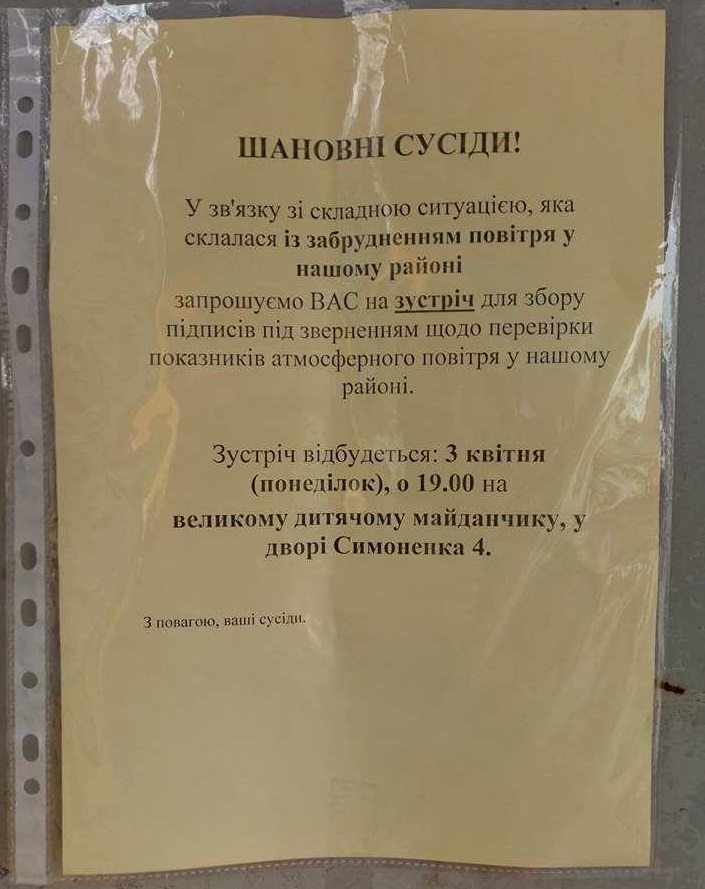 ШАНОВНІ СУСІДИ!
У зв'язку зі складною ситуацією, яка
склалася із забрудненням повітря у
нашому районі
запрошуємо ВАС на зустріч для збору
підписів під зверненням щодо перевірки
показників атмосферного повітря у нашому
районі.
Зустріч відбудеться: 3 квітня
(понеділок), о 19.00 на
великому дитячому майданчику, у
дворі Симоненка 4.
З повагою, ваші сусіди.